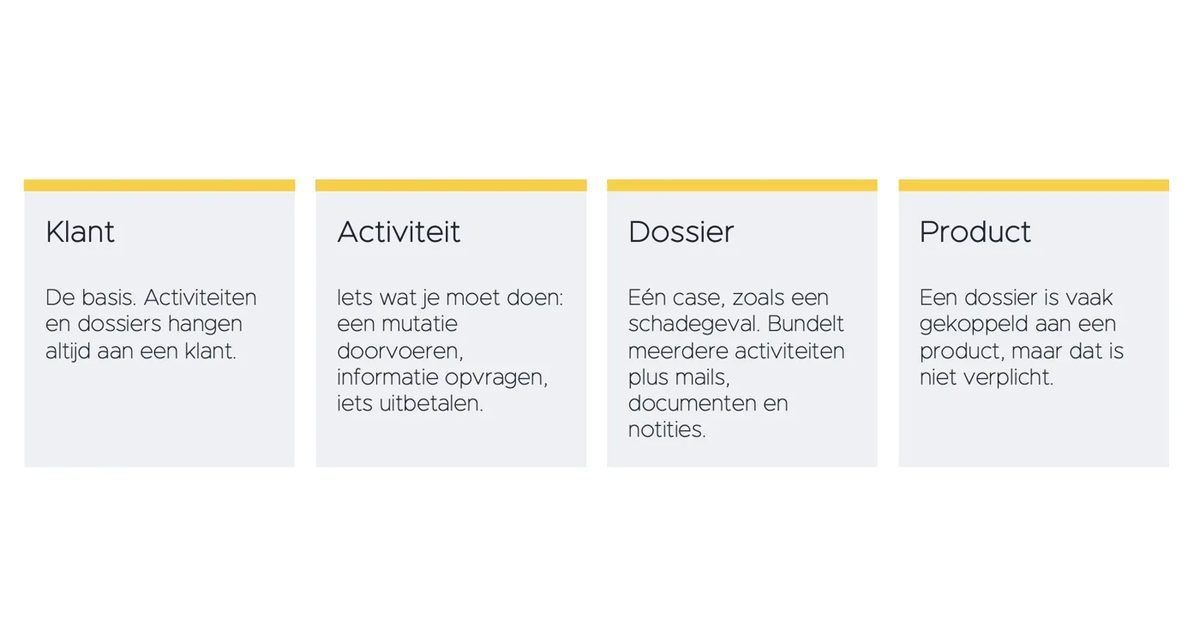 Klant
De basis. Activiteiten
en dossiers hangen
altijd aan een klant.
Activiteit
Iets wat je moet doen:
een mutatie
doorvoeren,
informatie opvragen,
iets uitbetalen.
Dossier
Eén case, zoals een
schadegeval. Bundelt
meerdere activiteiten
plus mails,
documenten en
notities.
Product
Een dossier is vaak
gekoppeld aan een
product, maar dat is
niet verplicht.